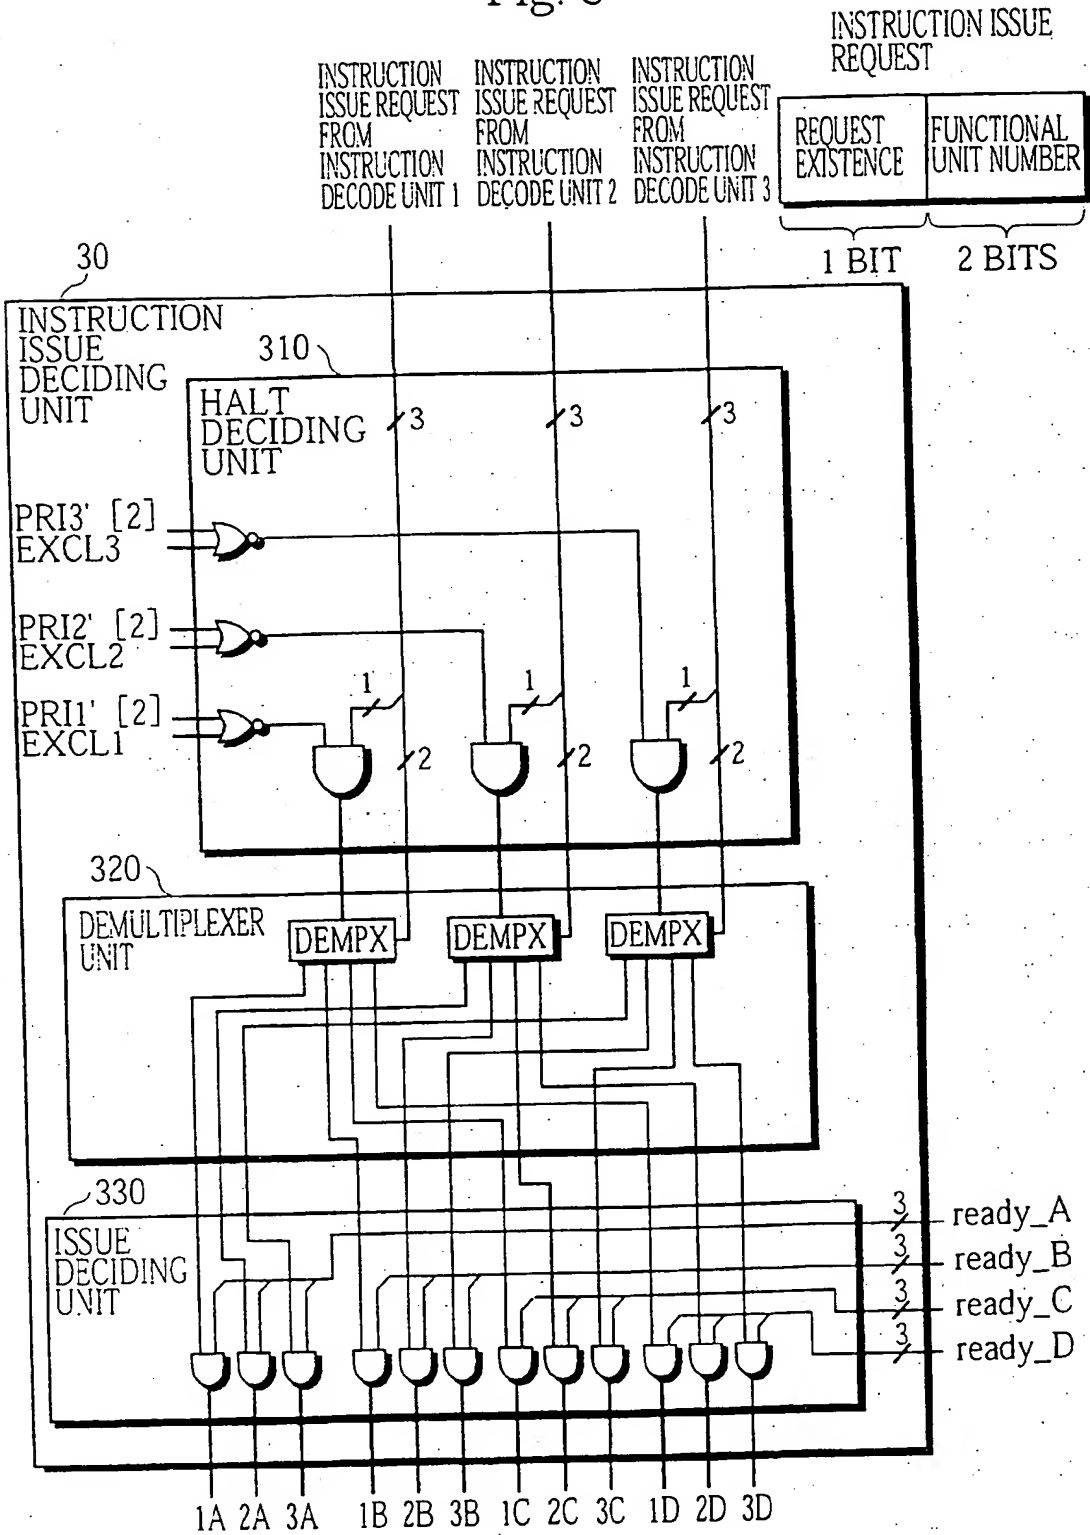 INSTRUCTION ISSUE
REQUEST
INSTRUCTION
ISSUE REQUEST
FROM
INSTRUCTION
DECODE UNIT 1
INSTRUCTION
ISSUE REQUEST
FROM
INSTRUCTION
DECODE UNIT 2
INSTRUCTION
ISSUE REQUEST
FROM
INSTRUCTION
DECODE UNIT 3
REQUEST
EXISTENCE
FUNCTIONAL
UNIT NUMBER
1 BIT
2 BITS
30
INSTRUCTION
ISSUE
DECIDING
UNIT
310
HALT
DECIDING
UNIT
3
3
3
PRI3' [2]
EXCL3
PRI2' [2]
EXCL2
PRI1' [2]
EXCL1
1
1
1
2
2
2
320
DEMULTIPLEXER
UNIT
DEMPX
DEMPX
DEMPX
330
ISSUE
DECIDING
UNIT
3
ready_A
3
ready_B
3
ready_C
3
ready_D
1A 2A 3A 1B 2B 3B 1C 2C 3C 1D 2D 3D